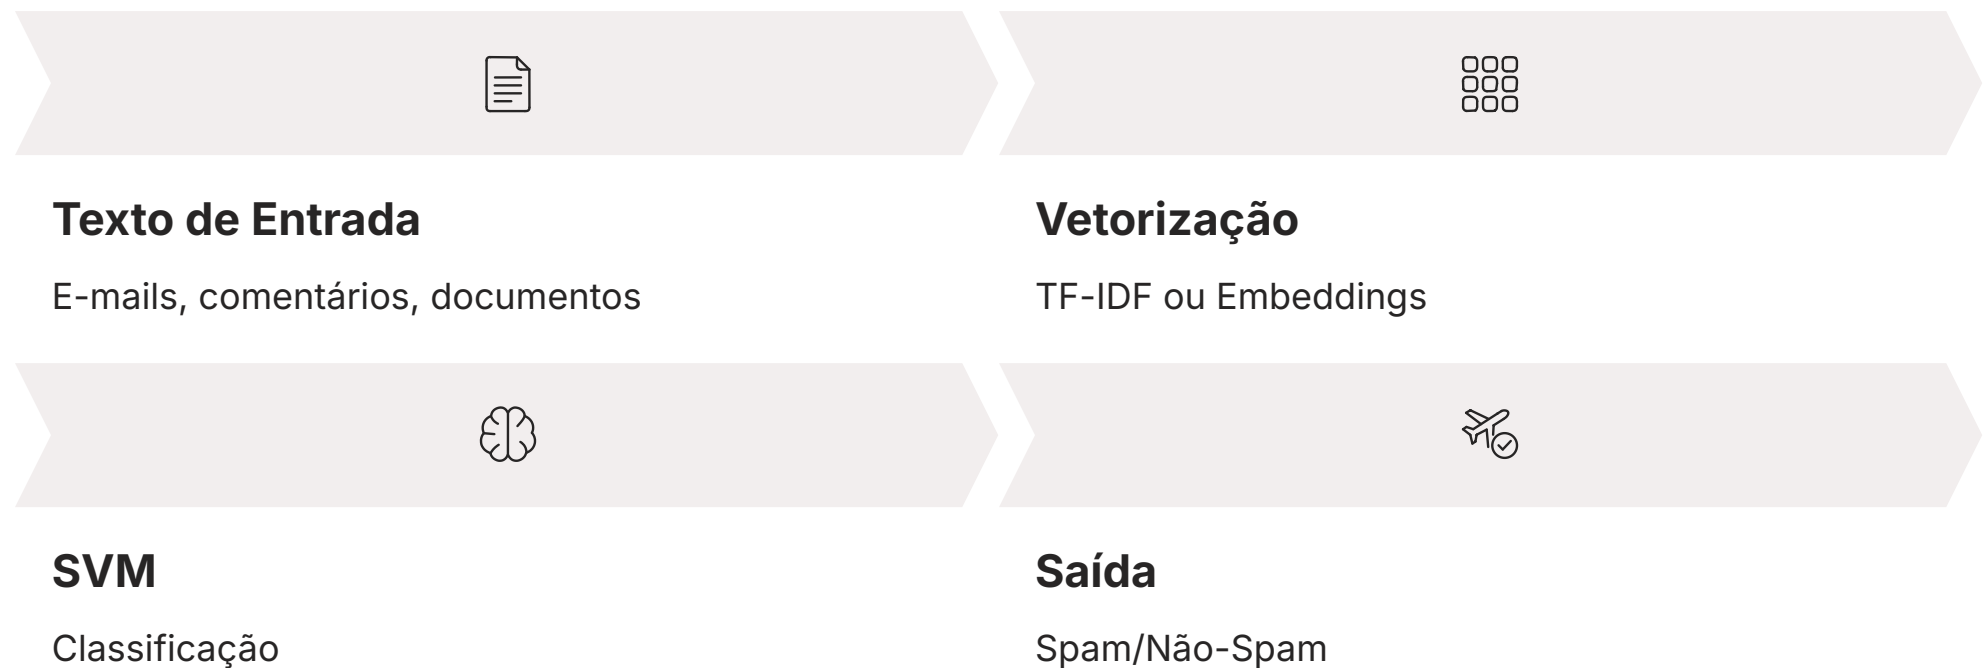 Texto de Entrada
E-mails, comentários, documentos
Vetorização
TF-IDF ou Embeddings
SVM
Classificação
Saída
Spam/Não-Spam